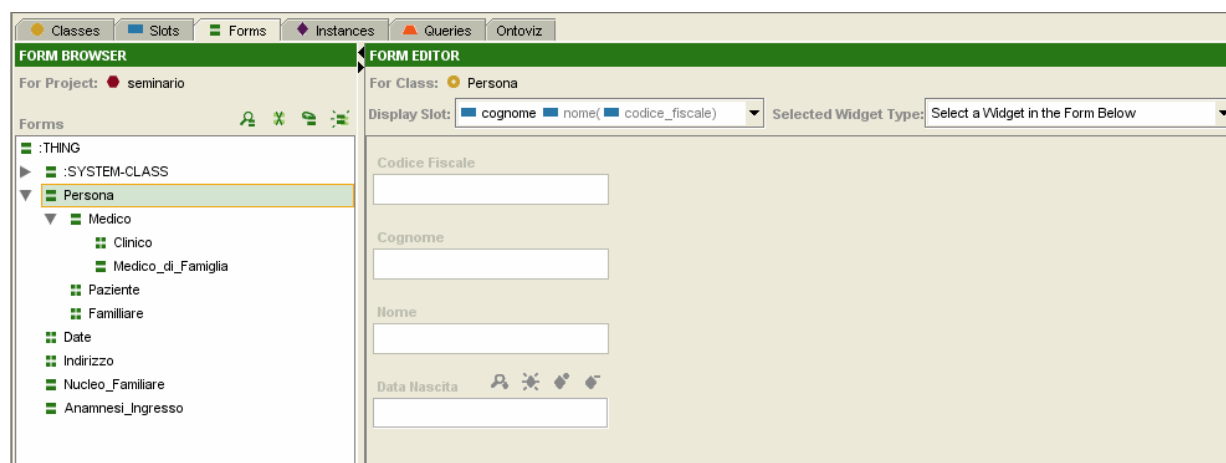 Classes Slots Forms Instances Queries Ontoviz
FORM BROWSER
For Project: seminario
Forms
:THING
:SYSTEM-CLASS
Persona
Medico
Clinico
Medico_di_Famiglia
Paziente
Familliare
Date
Indirizzo
Nucleo_Familiare
Anamnesi_Ingresso
FORM EDITOR
For Class: Persona
Display Slot: cognome nome( codice_fiscale) Selected Widget Type: Select a Widget in the Form Below
Codice Fiscale
Cognome
Nome
Data Nascita